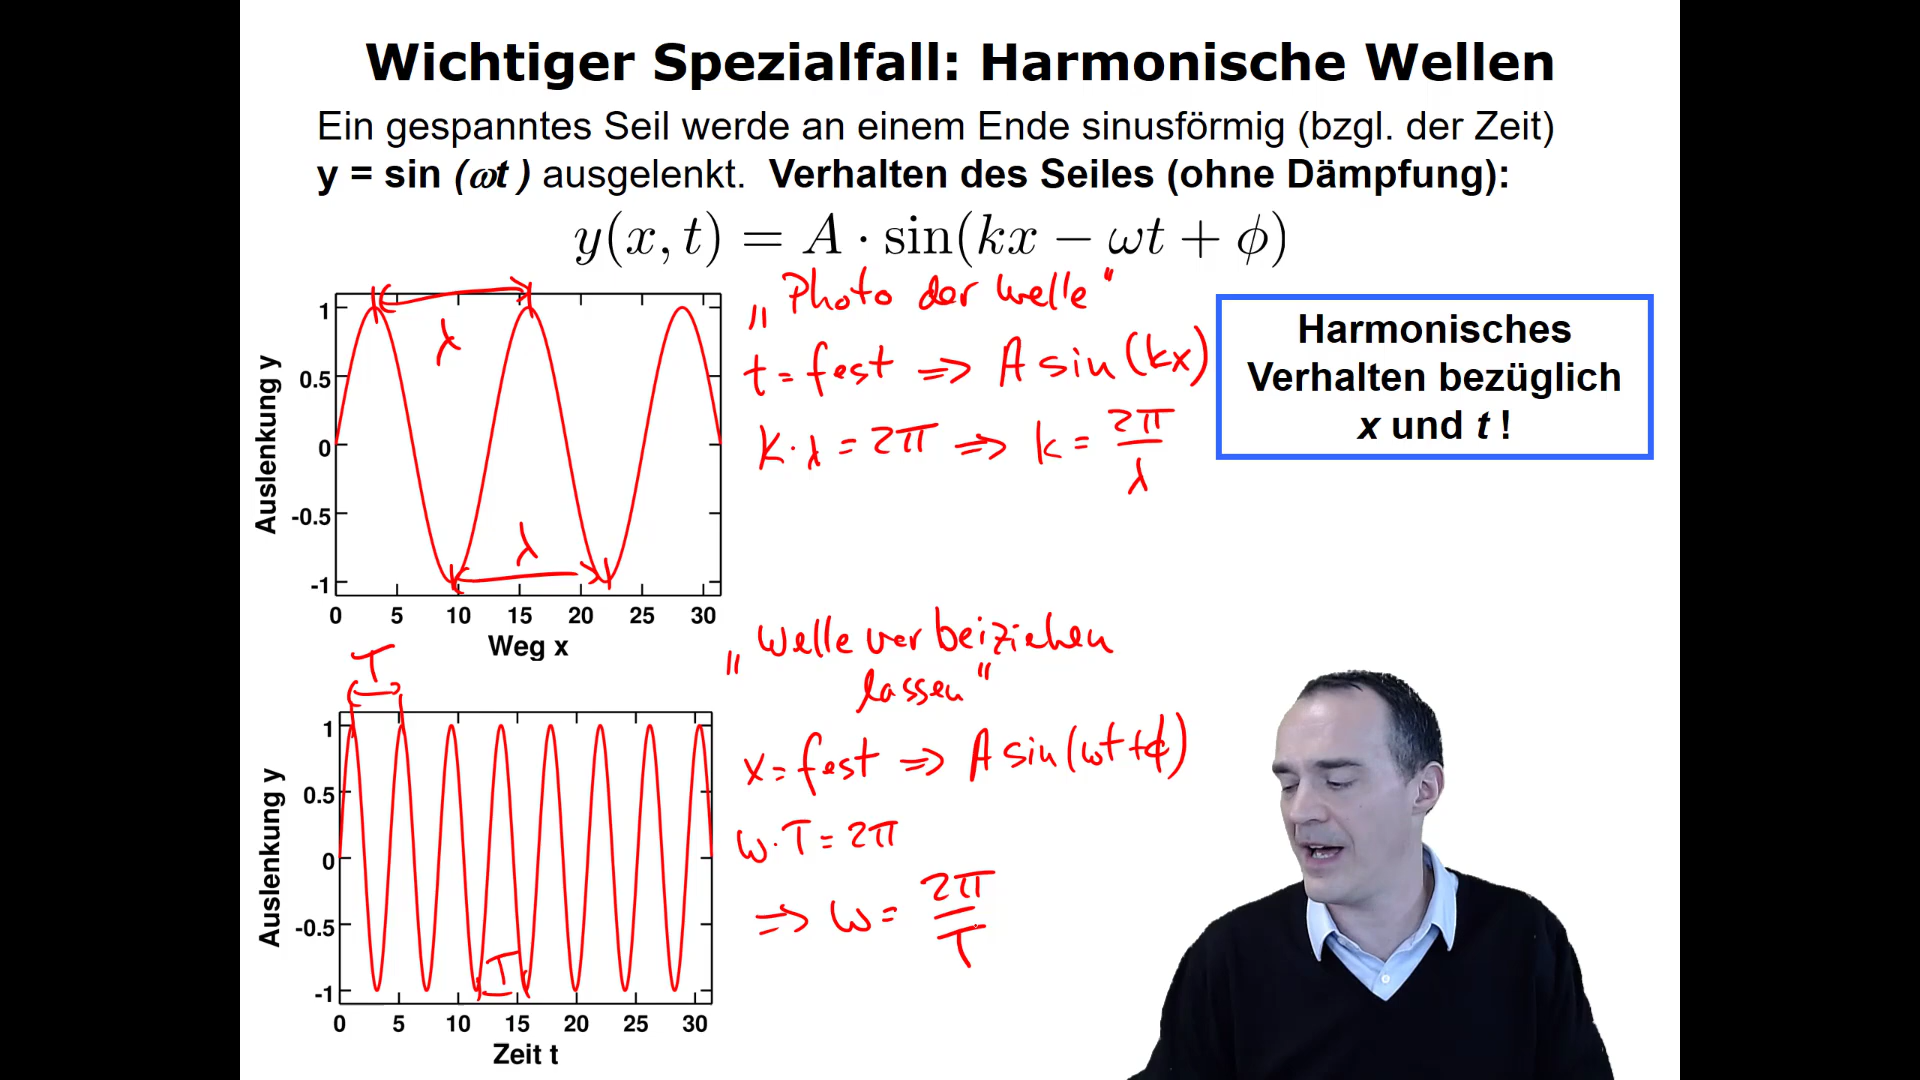 Wichtiger Spezialfall: Harmonische Wellen
Ein gespanntes Seil werde an einem Ende sinusförmig (bzgl. der Zeit)
y = sin (ωt ) ausgelenkt. Verhalten des Seiles (ohne Dämpfung):
y(x, t) = A · sin(kx − ωt + ϕ)
Auslenkung y
1
0.5
0
-0.5
-1
0 5 10 15 20 25 30
Weg x
λ
λ
„Photo der Welle“
t = fest => A sin(kx)
k · λ = 2π => k = 2π/λ
Harmonisches
Verhalten bezüglich
x und t !
T
Auslenkung y
1
0.5
0
-0.5
-1
0 5 10 15 20 25 30
Zeit t
T
„Welle vorbeiziehen
lassen“
x = fest => A sin(ωt+ϕ)
ω · T = 2π
=> ω = 2π/T